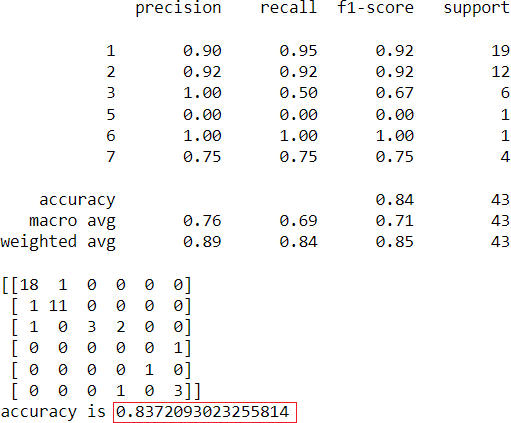 precision recall f1-score support
1 0.90 0.95 0.92 19
2 0.92 0.92 0.92 12
3 1.00 0.50 0.67 6
5 0.00 0.00 0.00 1
6 1.00 1.00 1.00 1
7 0.75 0.75 0.75 4
accuracy 0.84 43
macro avg 0.76 0.69 0.71 43
weighted avg 0.89 0.84 0.85 43
[[18 1 0 0 0 0]
[ 1 11 0 0 0 0]
[ 1 0 3 2 0 0]
[ 0 0 0 0 0 1]
[ 0 0 0 0 1 0]
[ 0 0 0 1 0 3]]
accuracy is 0.8372093023255814